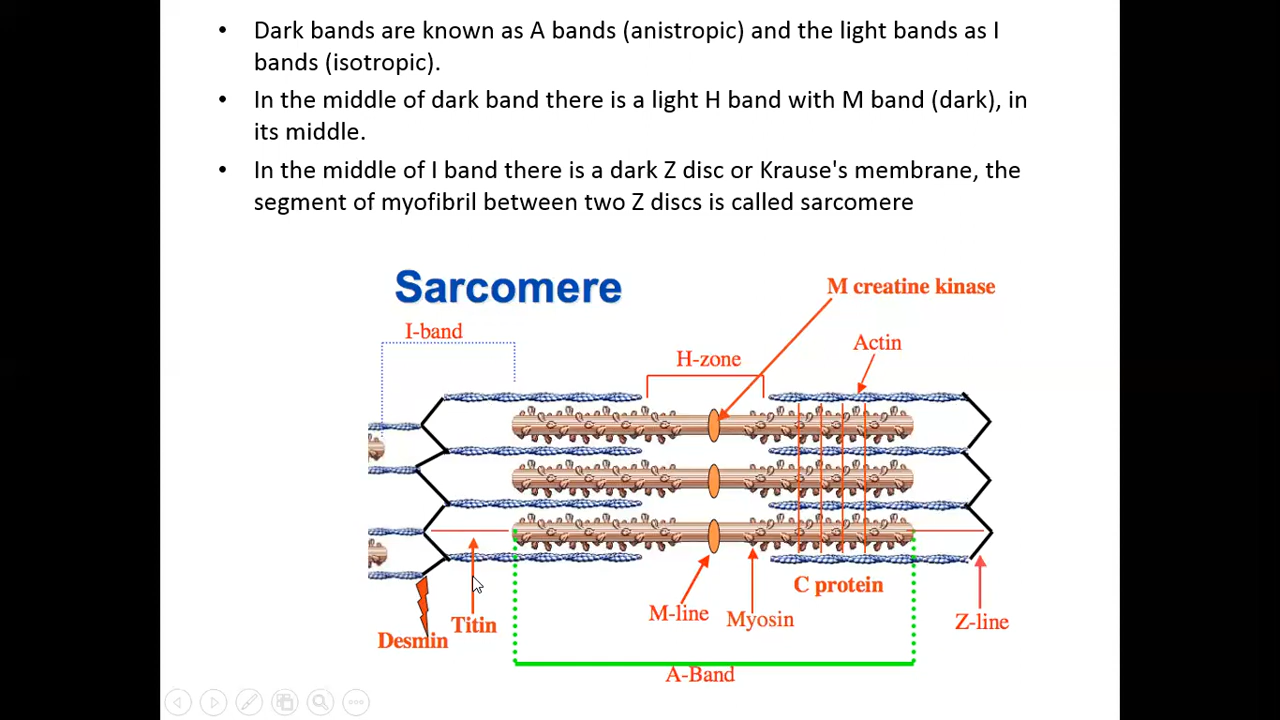 • Dark bands are known as A bands (anistropic) and the light bands as I
bands (isotropic).
• In the middle of dark band there is a light H band with M band (dark), in
its middle.
• In the middle of I band there is a dark Z disc or Krause's membrane, the
segment of myofibril between two Z discs is called sarcomere
Sarcomere
M creatine kinase
I-band
Actin
H-zone
C protein
M-line
Myosin
Z-line
Titin
Desmin
A-Band